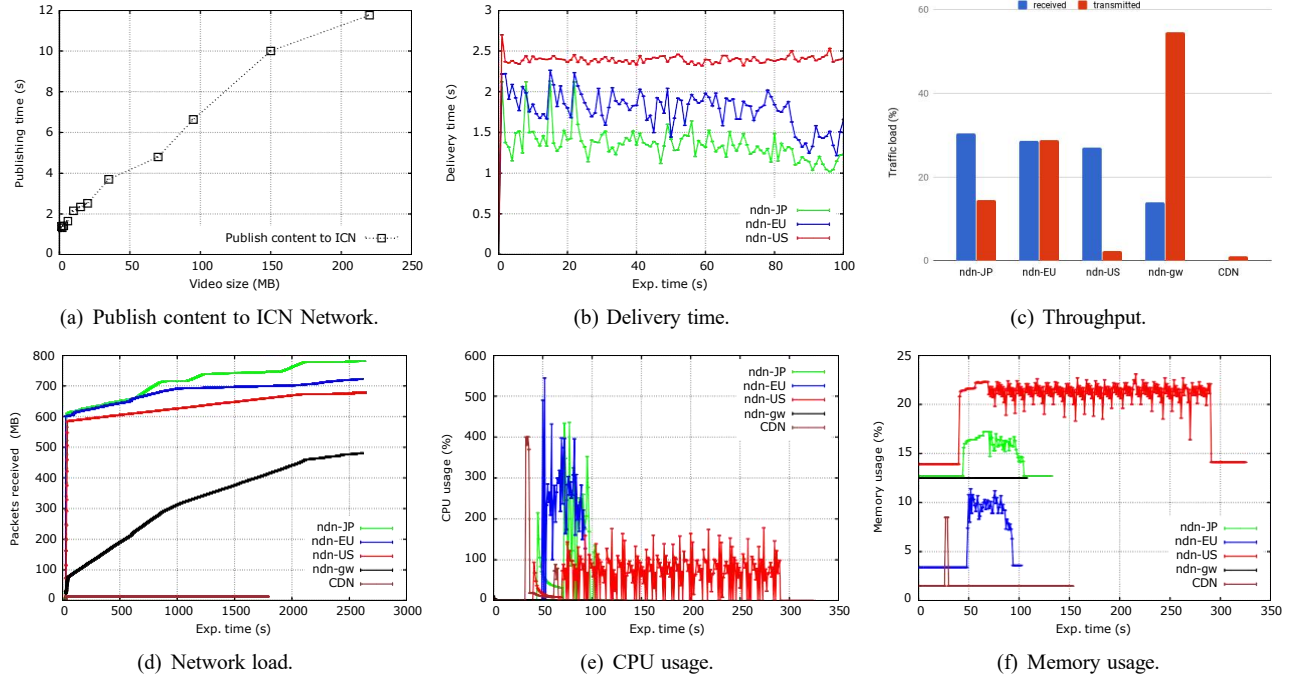 12
10
8
6
4
2
0
0
50
100
150
200
250
Publishing time (s)
Video size (MB)
Publish content to ICN
(a) Publish content to ICN Network.
3
2.5
2
1.5
1
0.5
0
0
20
40
60
80
100
Delivery time (s)
Exp. time (s)
ndn-JP
ndn-EU
ndn-US
(b) Delivery time.
received
transmitted
60
40
20
60
Traffic load (%)
ndn-JP
ndn-EU
ndn-US
ndn-gw
CDN
(c) Throughput.
800
700
600
500
400
300
200
100
0
0
500
1000
1500
2000
2500
3000
Packets received (MB)
Exp. time (s)
ndn-JP
ndn-EU
ndn-US
ndn-gw
CDN
(d) Network load.
600
500
400
300
200
100
0
0
50
100
150
200
250
300
350
CPU usage (%)
Exp. time (s)
ndn-JP
ndn-EU
ndn-US
ndn-gw
CDN
(e) CPU usage.
25
20
15
10
5
0
0
50
100
150
200
250
300
350
Memory usage (%)
Exp. time (s)
ndn-JP
ndn-EU
ndn-US
ndn-gw
CDN
(f) Memory usage.